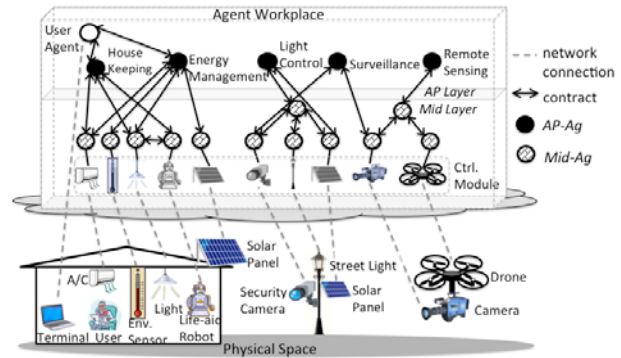 Agent Workplace
User
Agent
House
Keeping
Energy
Management
Light
Control
Surveillance
Remote
Sensing
AP Layer
Mid Layer
Ctrl.
Module
network
connection
contract
AP-Ag
Mid-Ag
A/C
Terminal
User
Env.
Sensor
Light
Life-aid
Robot
Solar
Panel
Security
Camera
Street Light
Solar
Panel
Drone
Camera
Physical Space